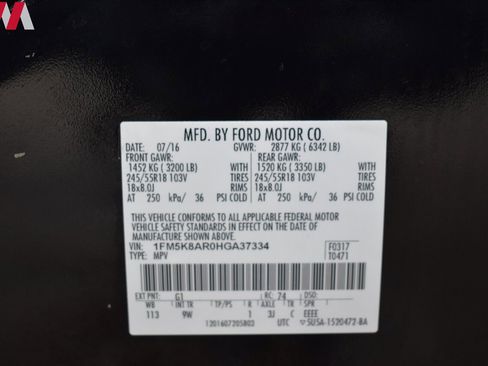 MFD. BY FORD MOTOR CO.
DATE: 07/16 GVWR: 2877 KG ( 6342 LB)
FRONT GAWR: REAR GAWR:
1452 KG ( 3200 LB) WITH 1520 KG ( 3350 LB) WITH
245/55R18 103V TIRES 245/55R18 103V TIRES
18x8.0J RIMS 18x8.0J RIMS
AT 250 kPa/ 36 PSI COLD AT 250 kPa/ 36 PSI COLD
THIS VEHICLE CONFORMS TO ALL APPLICABLE FEDERAL MOTOR
VEHICLE SAFETY STANDARDS IN EFFECT ON THE DATE OF
MANUFACTURE SHOWN ABOVE.
VIN: 1FM5K8AR0HGA37334 F0317
TYPE: MPV T0471
EXT PNT: G1 RC: 74 DSO:
WB INT TR TP/PS R AXLE TR SPR
113 9W 1 3J C EEEE
1201607205803 UTC 5U5A-1520472-BA